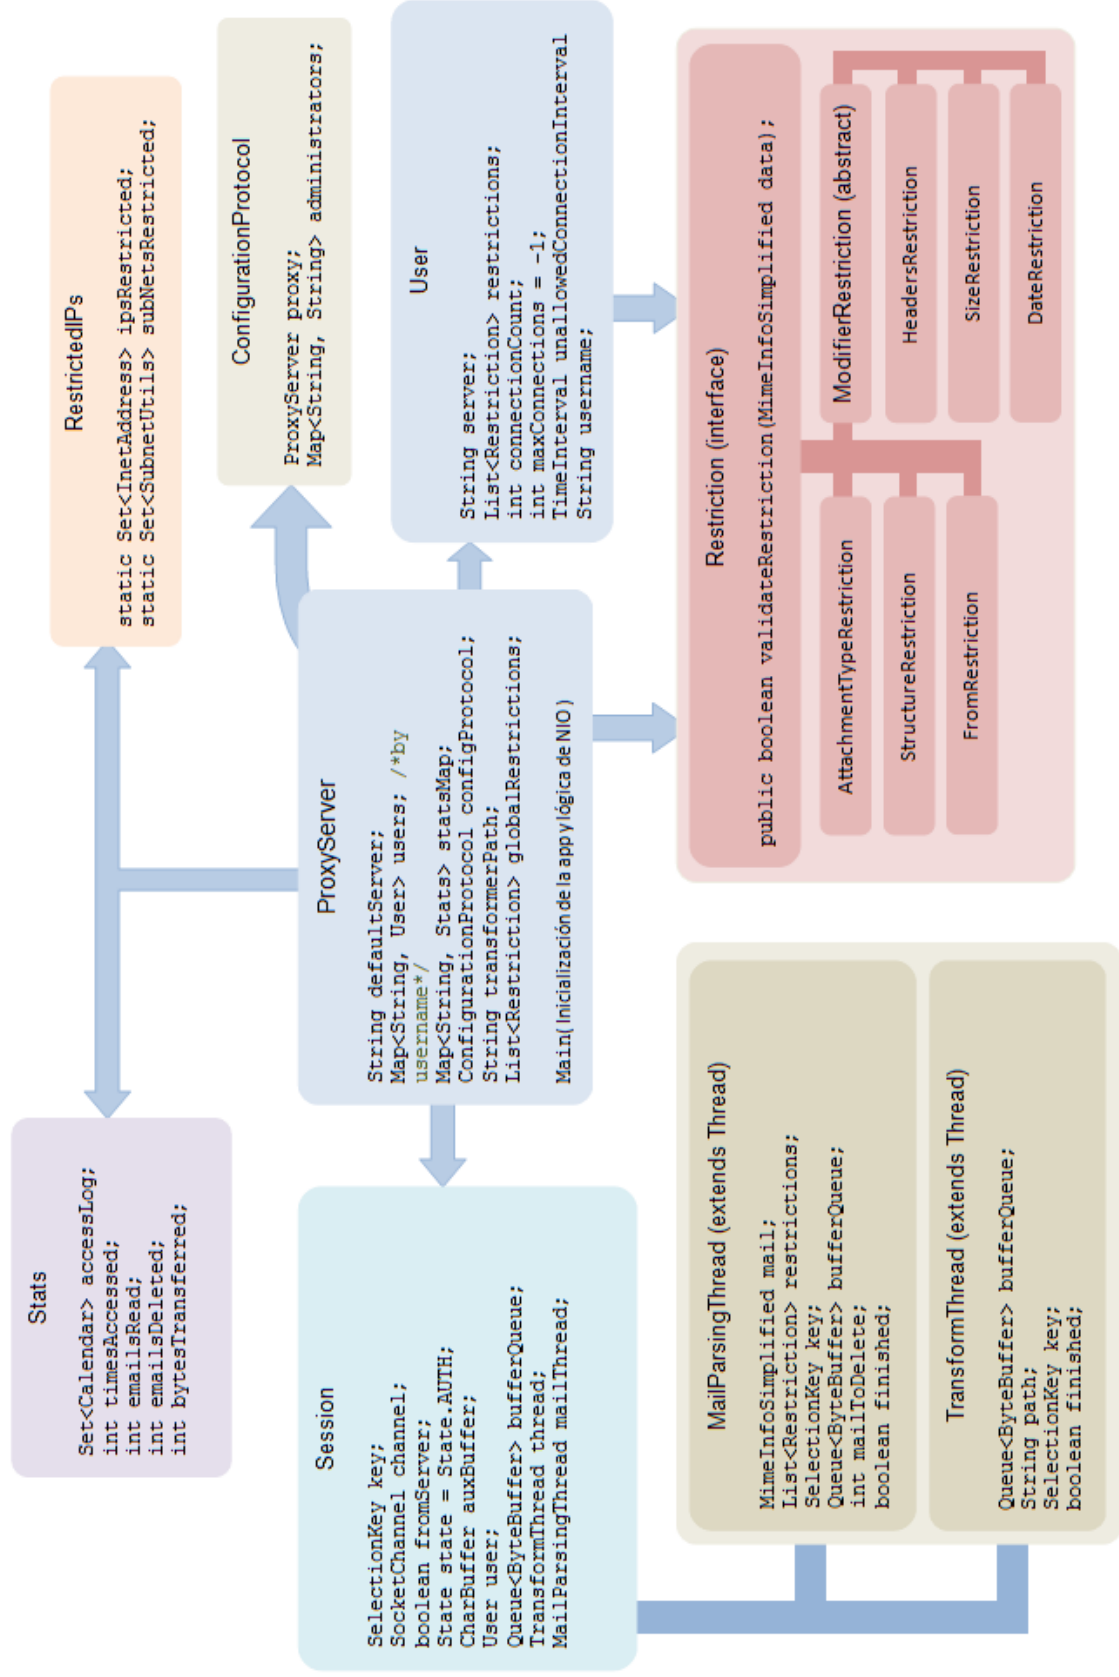 Stats
Set<Calendar> accessLog;
int timesAccessed;
int emailsRead;
int emailsDeleted;
int bytesTransferred;
RestrictedIPs
static Set<InetAddress> ipsRestricted;
static Set<SubnetUtils> subNetsRestricted;
ConfigurationProtocol
ProxyServer proxy;
Map<String, String> administrators;
Session
SelectionKey key;
SocketChannel channel;
boolean fromServer;
State state = State.AUTH;
CharBuffer auxBuffer;
User user;
Queue<ByteBuffer> bufferQueue;
TransformThread thread;
MailParsingThread mailThread;
ProxyServer
String defaultServer;
Map<String, User> users; /*by
username*/
Map<String, Stats> statsMap;
ConfigurationProtocol configProtocol;
String transformerPath;
List<Restriction> globalRestrictions;
Main( Inicialización de la app y lógica de NIO )
User
String server;
List<Restriction> restrictions;
int connectionCount;
int maxConnections = -1;
TimeInterval unallowedConnectionInterval
String username;
MailParsingThread (extends Thread)
MimeInfoSimplified mail;
List<Restriction> restrictions;
SelectionKey key;
Queue<ByteBuffer> bufferQueue;
int mailToDelete;
boolean finished;
TransformThread (extends Thread)
Queue<ByteBuffer> bufferQueue;
String path;
SelectionKey key;
boolean finished;
Restriction (interface)
public boolean validateRestriction(MimeInfoSimplified data);
AttachmentTypeRestriction
StructureRestriction
FromRestriction
ModifierRestriction (abstract)
HeadersRestriction
SizeRestriction
DateRestriction